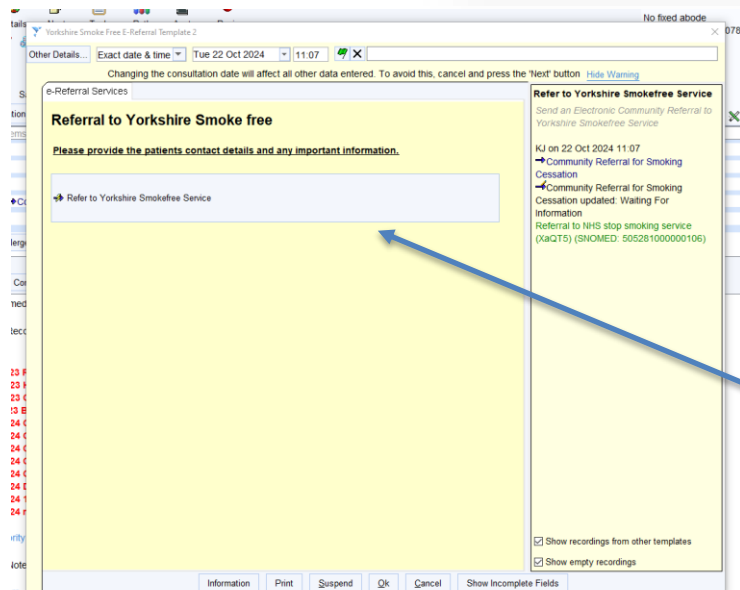 No fixed abode
Yorkshire Smoke Free E-Referral Template 2
Other Details... Exact date & time Tue 22 Oct 2024 11:07
Changing the consultation date will affect all other data entered. To avoid this, cancel and press the 'Next' button Hide Warning
e-Referral Services
Referral to Yorkshire Smoke free
Please provide the patients contact details and any important information.
Refer to Yorkshire Smokefree Service
Refer to Yorkshire Smokefree Service
Send an Electronic Community Referral to
Yorkshire Smokefree Service
KJ on 22 Oct 2024 11:07
Community Referral for Smoking
Cessation
Community Referral for Smoking
Cessation updated: Waiting For
Information
Referral to NHS stop smoking service
(XaQT5) (SNOMED: 505281000000106)
Show recordings from other templates
Show empty recordings
Information Print Suspend Ok Cancel Show Incomplete Fields